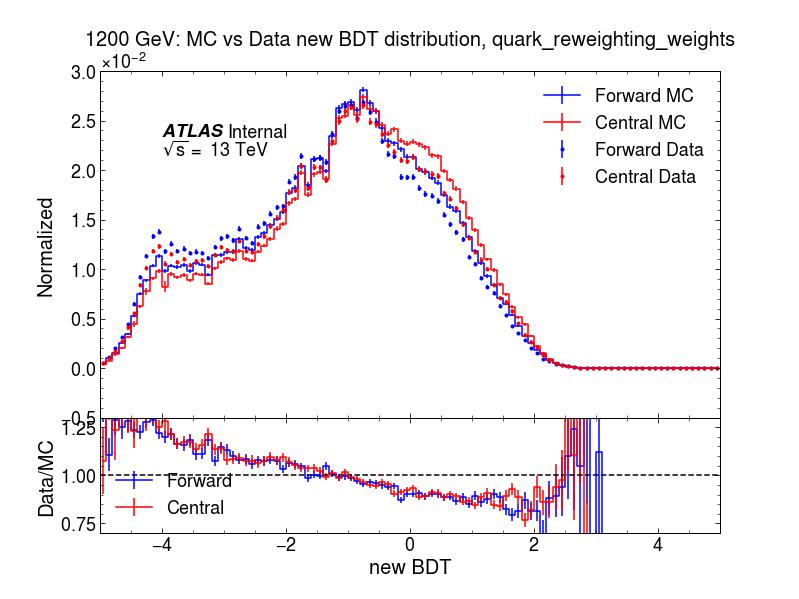 1200 GeV: MC vs Data new BDT distribution, quark_reweighting_weights
×10⁻²
3.0
2.5
2.0
1.5
1.0
0.5
0.0
Normalized
ATLAS Internal
√s = 13 TeV
Forward MC
Central MC
Forward Data
Central Data
0.5
1.25
1.00
0.75
Data/MC
Forward
Central
−4 −2 0 2 4
new BDT